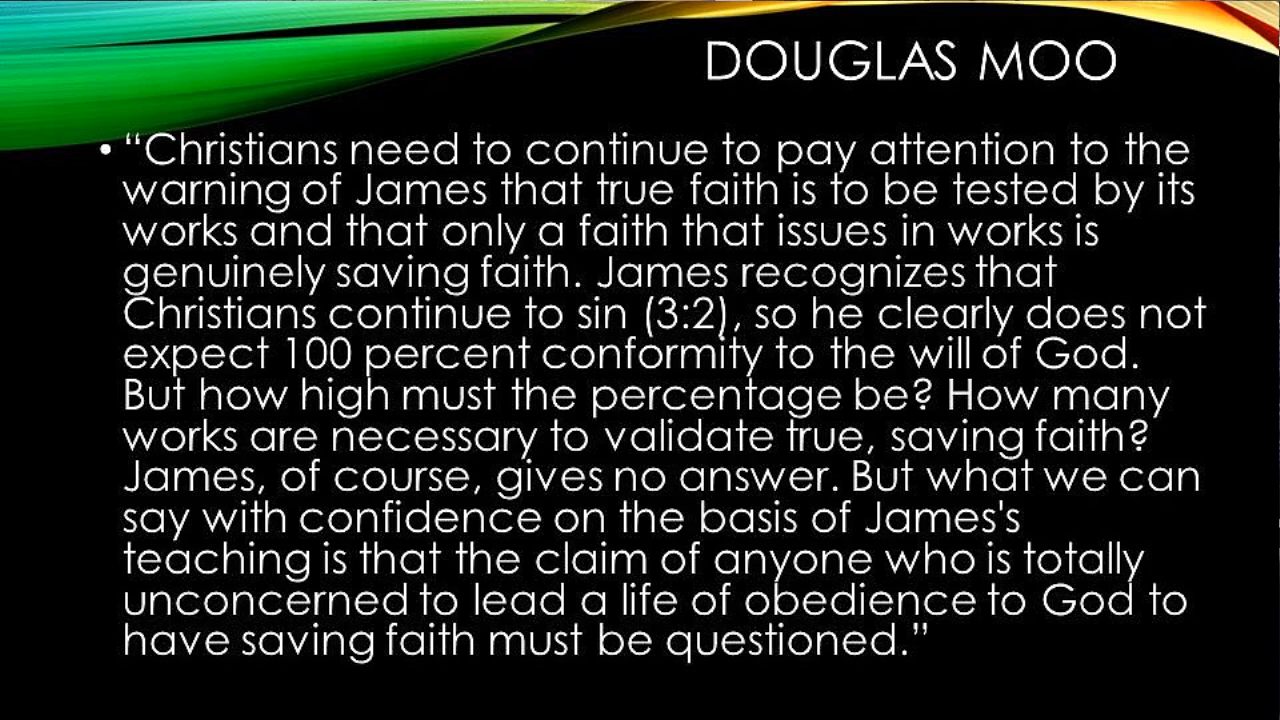 DOUGLAS MOO
• “Christians need to continue to pay attention to the
warning of James that true faith is to be tested by its
works and that only a faith that issues in works is
genuinely saving faith. James recognizes that
Christians continue to sin (3:2), so he clearly does not
expect 100 percent conformity to the will of God.
But how high must the percentage be? How many
works are necessary to validate true, saving faith?
James, of course, gives no answer. But what we can
say with confidence on the basis of James's
teaching is that the claim of anyone who is totally
unconcerned to lead a life of obedience to God to
have saving faith must be questioned.”